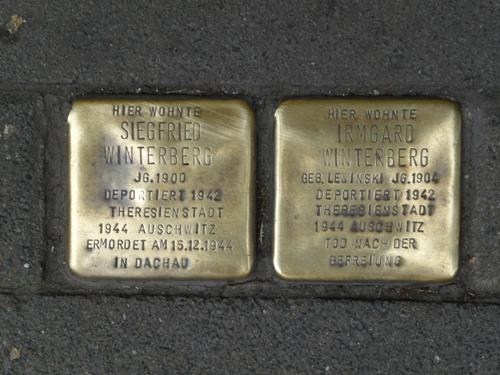 HIER WOHNTE
SIEGFRIED
WINTERBERG
JG. 1900
DEPORTIERT 1942
THERESIENSTADT
1944 AUSCHWITZ
ERMORDET AM 15.12.1944
IN DACHAU
HIER WOHNTE
IRMGARD
WINTERBERG
GEB. LEWINSKI JG. 1904
DEPORTIERT 1942
THERESIENSTADT
1944 AUSCHWITZ
TOD NACH DER
BEFREIUNG